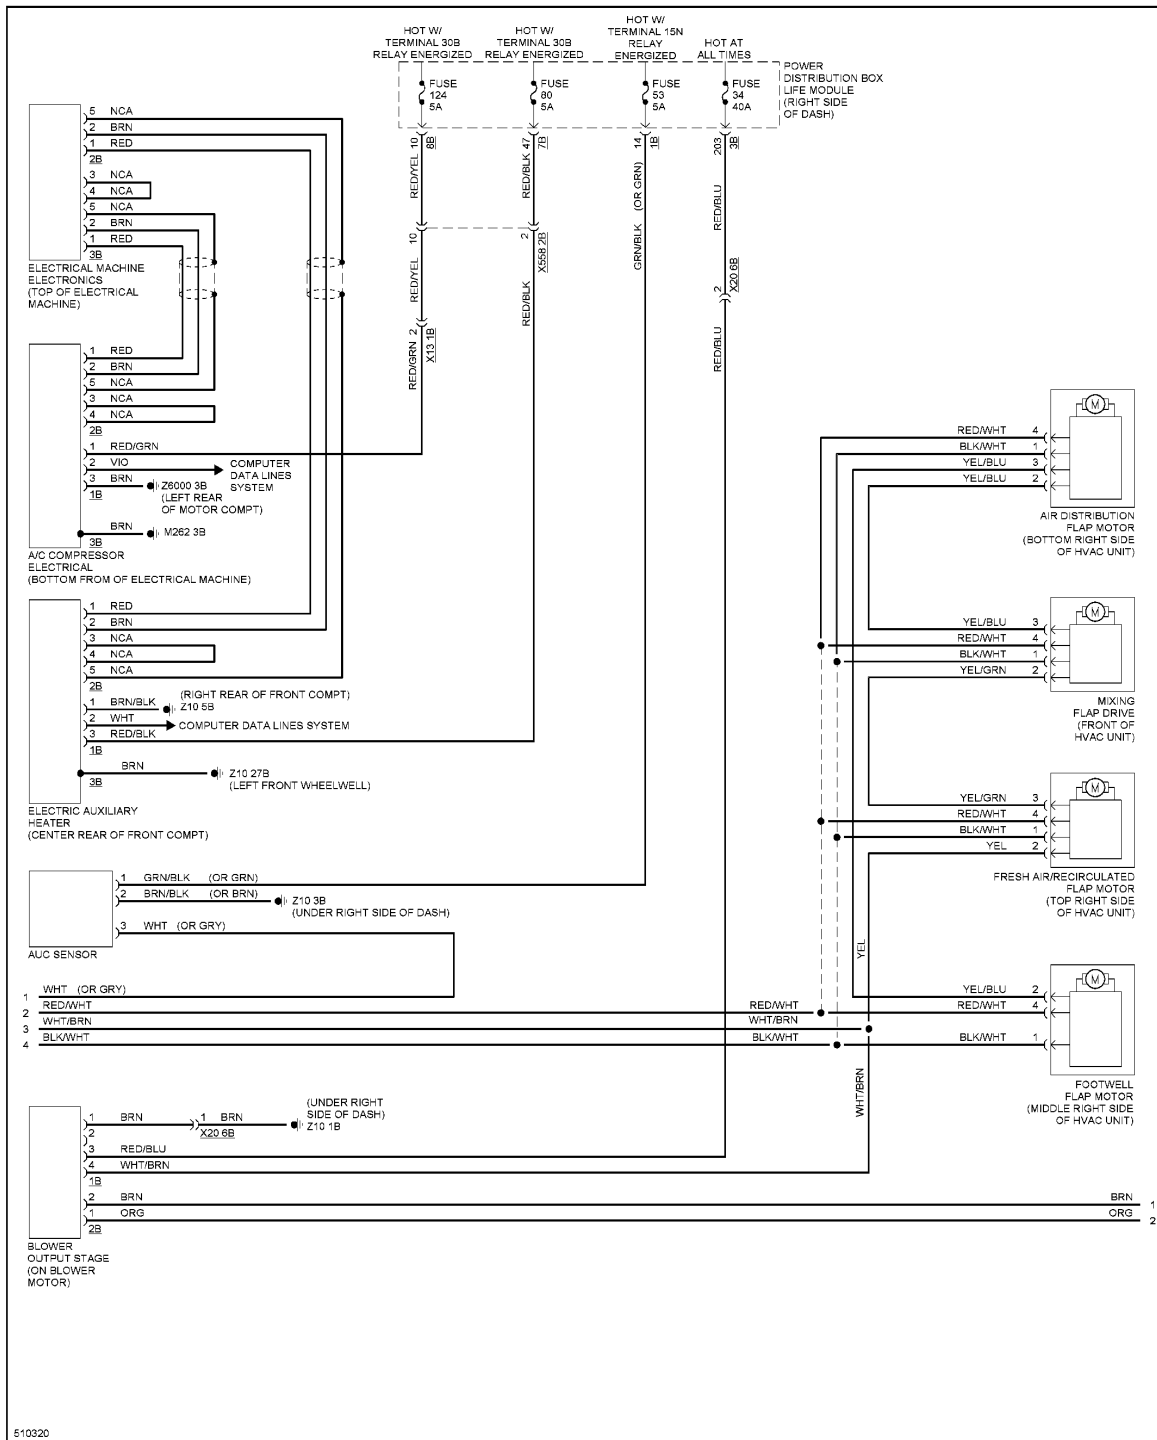 HOT W/
TERMINAL 30B
RELAY ENERGIZED
HOT W/
TERMINAL 30B
RELAY ENERGIZED
HOT W/
TERMINAL 15N
RELAY
ENERGIZED
HOT AT
ALL TIMES
FUSE
124
5A
FUSE
80
5A
FUSE
53
5A
FUSE
34
40A
POWER
DISTRIBUTION BOX
LIFE MODULE
(RIGHT SIDE
OF DASH)
10
8B
47
7B
14
1B
203
3B
RED/YEL
RED/BLK
GRN/BLK (OR GRN)
RED/BLU
10
2
X558 2B
RED/YEL
RED/BLK
2
X20 6B
2
X13 1B
RED/GRN
RED/BLU
5 NCA
2 BRN
1 RED
2B
3 NCA
4 NCA
5 NCA
2 BRN
1 RED
3B
ELECTRICAL MACHINE
ELECTRONICS
(TOP OF ELECTRICAL
MACHINE)
1 RED
2 BRN
5 NCA
3 NCA
4 NCA
2B
1 RED/GRN
2 VIO
3 BRN
1B
COMPUTER
DATA LINES
SYSTEM
Z6000 3B
(LEFT REAR
OF MOTOR COMPT)
BRN
M262 3B
3B
A/C COMPRESSOR
ELECTRICAL
(BOTTOM FROM OF ELECTRICAL MACHINE)
1 RED
2 BRN
3 NCA
4 NCA
5 NCA
2B
(RIGHT REAR OF FRONT COMPT)
1 BRN/BLK
Z10 5B
2 WHT
COMPUTER DATA LINES SYSTEM
3 RED/BLK
1B
BRN
Z10 27B
(LEFT FRONT WHEELWELL)
3B
ELECTRIC AUXILIARY
HEATER
(CENTER REAR OF FRONT COMPT)
1 GRN/BLK (OR GRN)
2 BRN/BLK (OR BRN)
Z10 3B
(UNDER RIGHT SIDE OF DASH)
3 WHT (OR GRY)
AUC SENSOR
1 WHT (OR GRY)
2 RED/WHT
3 WHT/BRN
4 BLK/WHT
RED/WHT
WHT/BRN
BLK/WHT
(UNDER RIGHT
SIDE OF DASH)
Z10 1B
1 BRN
1 BRN
X20 6B
2
3 RED/BLU
4 WHT/BRN
1B
2 BRN
1 ORG
2B
BRN 1
ORG 2
BLOWER
OUTPUT STAGE
(ON BLOWER
MOTOR)
M
RED/WHT 4
BLK/WHT 1
YEL/BLU 3
YEL/BLU 2
AIR DISTRIBUTION
FLAP MOTOR
(BOTTOM RIGHT SIDE
OF HVAC UNIT)
M
YEL/BLU 3
RED/WHT 4
BLK/WHT 1
YEL/GRN 2
MIXING
FLAP DRIVE
(FRONT OF
HVAC UNIT)
M
YEL/GRN 3
RED/WHT 4
BLK/WHT 1
YEL 2
FRESH AIR/RECIRCULATED
FLAP MOTOR
(TOP RIGHT SIDE
OF HVAC UNIT)
YEL
M
YEL/BLU 2
RED/WHT 4
BLK/WHT 1
FOOTWELL
FLAP MOTOR
(MIDDLE RIGHT SIDE
OF HVAC UNIT)
WHT/BRN
510320